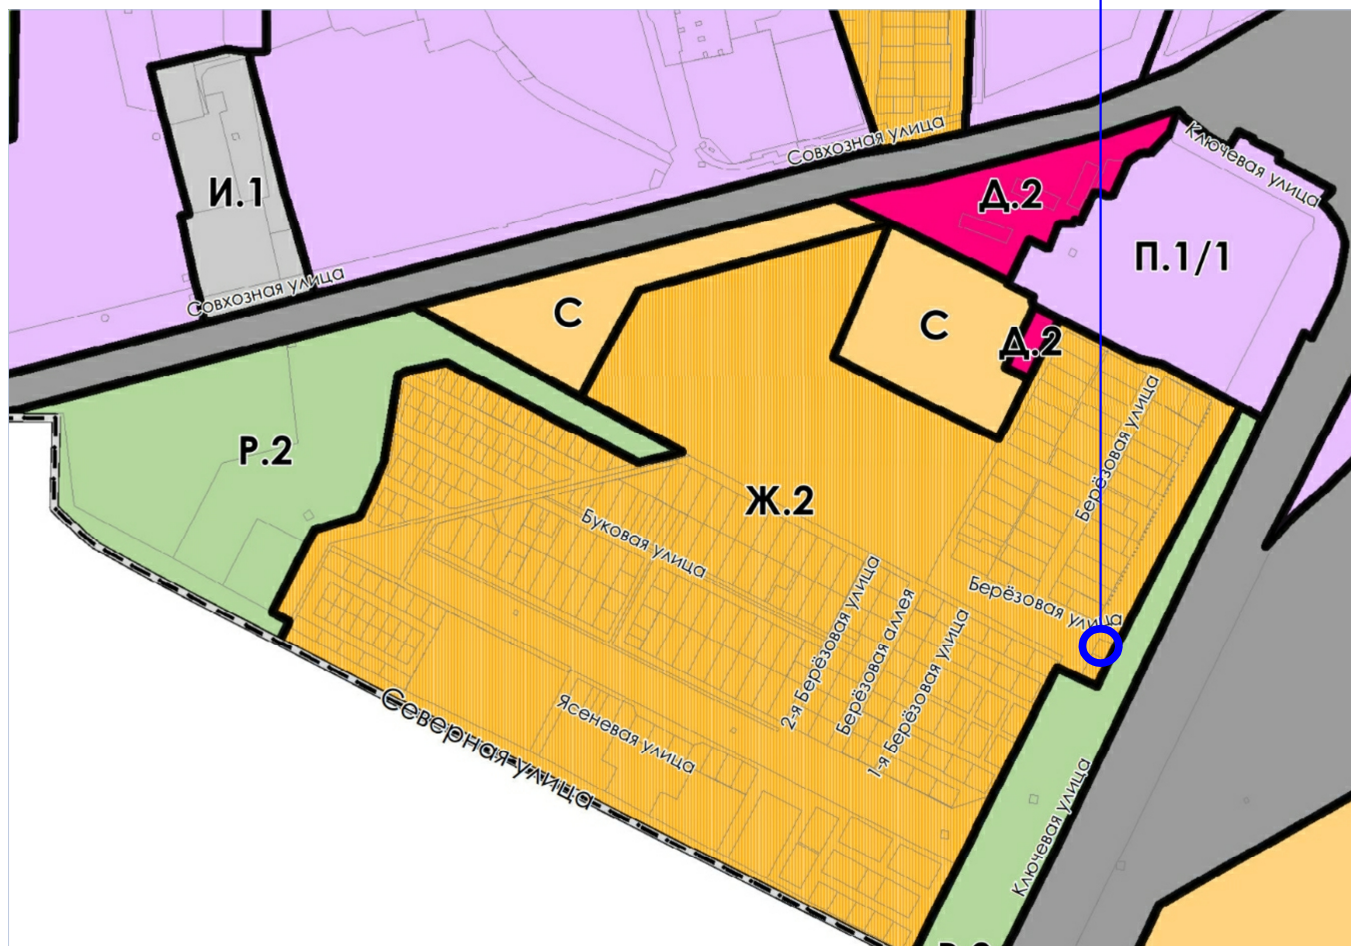 Совхозная улица
Ключевая улица
И.1
Д.2
П.1/1
Совхозная улица
С
С
Д.2
Берёзовая улица
Р.2
Ж.2
Буковая улица
Берёзовая улица
2-я Берёзовая улица
Берёзовая аллея
1-я Берёзовая улица
Северная улица
Ясеневая улица
Ключевая улица